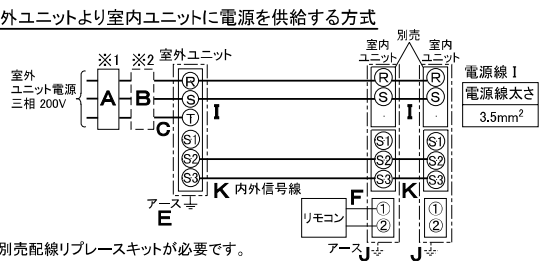 外ユニットより室内ユニットに電源を供給する方式
別売
※1 ※2 室外ユニット 室内ユニット 室内ユニット
室外
ユニット電源
三相 200V
A B C
R
S
T
S1
S2
S3
I
R
S
S1
S2
S3
I
R
S
S1
S2
S3
電源線 I
電源線太さ
3.5mm²
K 内外信号線
K
アース
E
F
リモコン
①
②
①
②
アース J
J
別売配線リプレースキットが必要です。